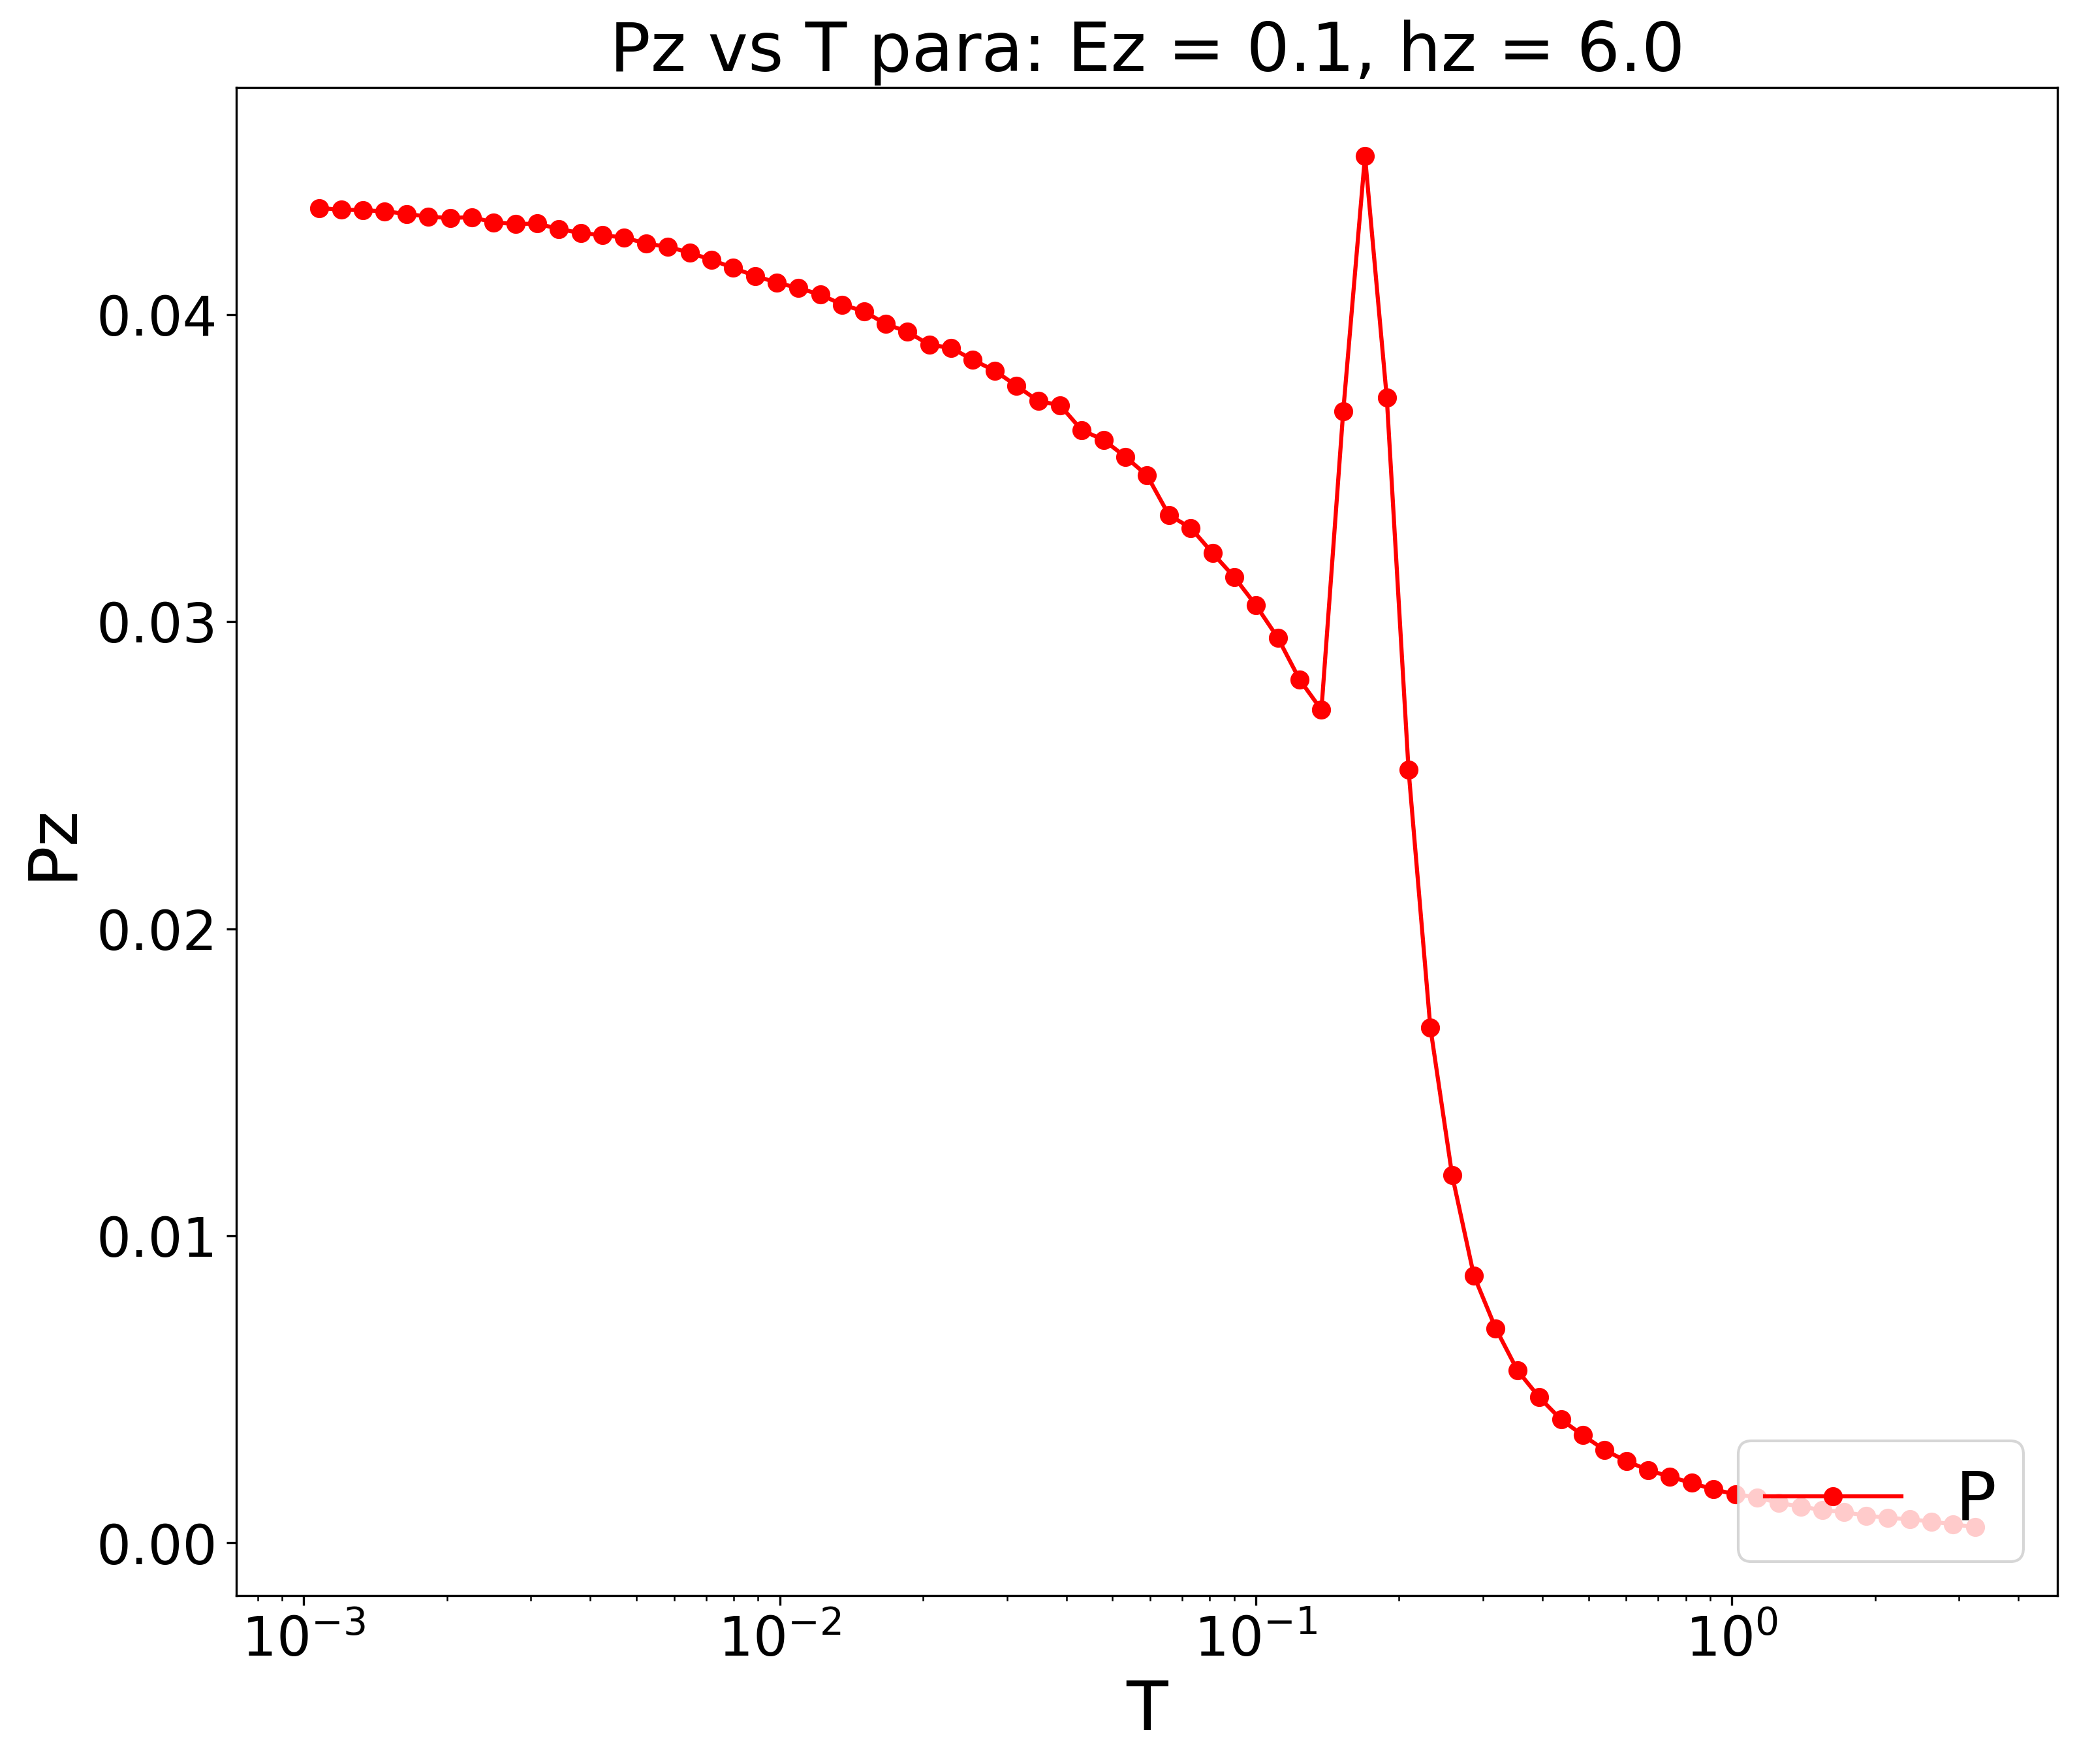 Pz vs T para: Ez = 0.1, hz = 6.0
Pz
0.04
0.03
0.02
0.01
0.00
10⁻³ 10⁻² 10⁻¹ 10⁰
T
P